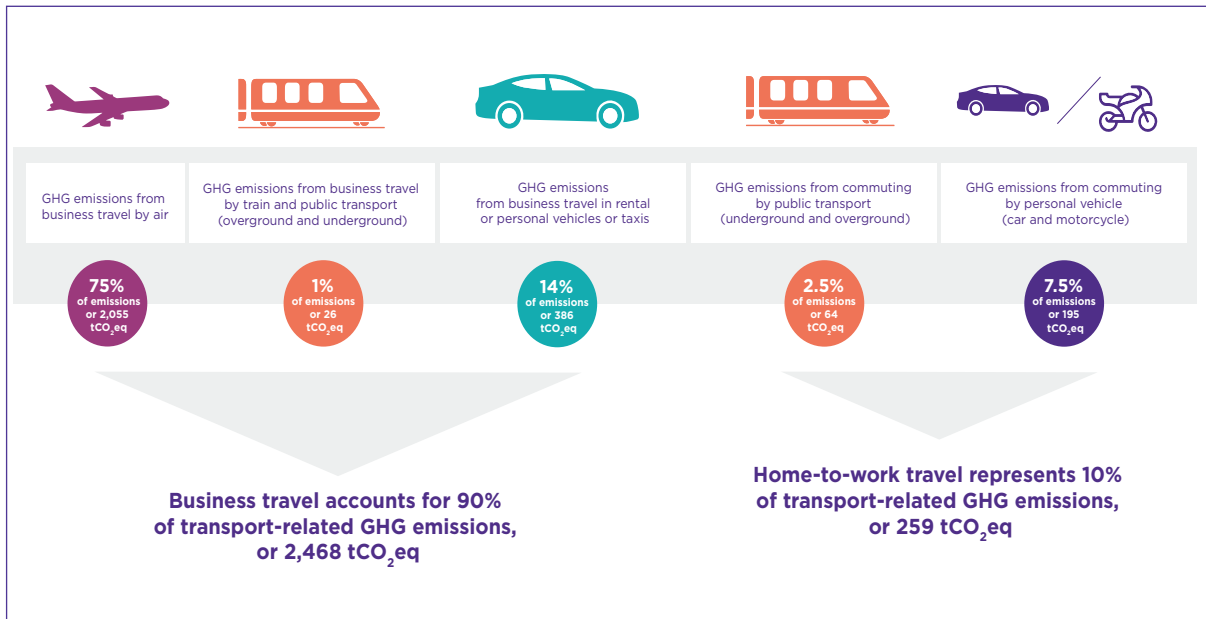 GHG emissions from
business travel by air
GHG emissions from business travel
by train and public transport
(overground and underground)
GHG emissions
from business travel in rental
or personal vehicles or taxis
GHG emissions from commuting
by public transport
(underground and overground)
GHG emissions from commuting
by personal vehicle
(car and motorcycle)
75%
of emissions
or 2,055
tCO₂eq
1%
of emissions
or 26
tCO₂eq
14%
of emissions
or 386
tCO₂eq
2.5%
of emissions
or 64
tCO₂eq
7.5%
of emissions
or 195
tCO₂eq
Business travel accounts for 90%
of transport-related GHG emissions,
or 2,468 tCO₂eq
Home-to-work travel represents 10%
of transport-related GHG emissions,
or 259 tCO₂eq